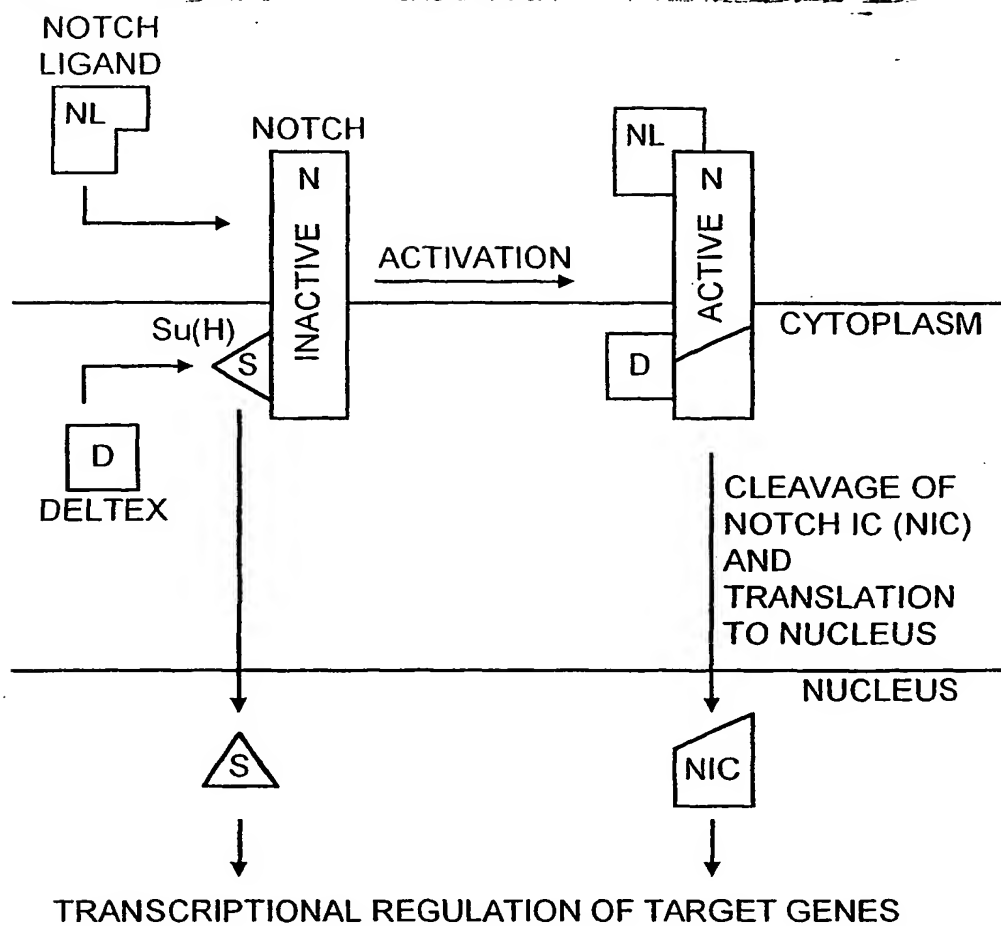 NOTCH
LIGAND
NL
NOTCH
N
INACTIVE
ACTIVATION
NL
N
ACTIVE
CYTOPLASM
Su(H)
S
D
DELTEX
D
CLEAVAGE OF
NOTCH IC (NIC)
AND
TRANSLATION
TO NUCLEUS
NUCLEUS
S
NIC
TRANSCRIPTIONAL REGULATION OF TARGET GENES